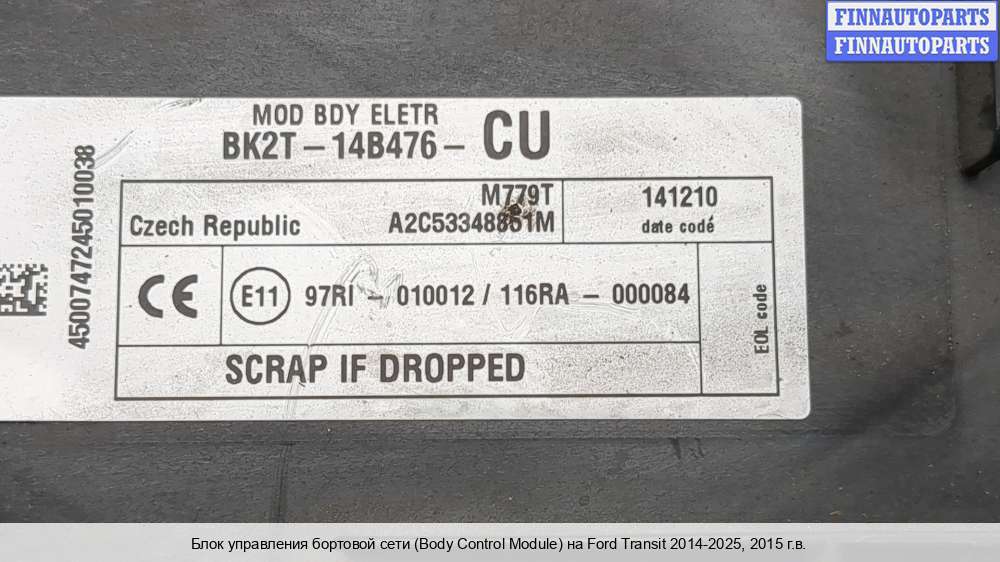 FINNAUTOPARTS
FINNAUTOPARTS
MOD BDY ELETR
BK2T - 14B476 - CU
M779T
141210
Czech Republic
A2C53348851M
date codé
4500747245010038
CE
E11
97RI - 010012 / 116RA - 000084
EOL code
SCRAP IF DROPPED
Блок управления бортовой сети (Body Control Module) на Ford Transit 2014-2025, 2015 г.в.